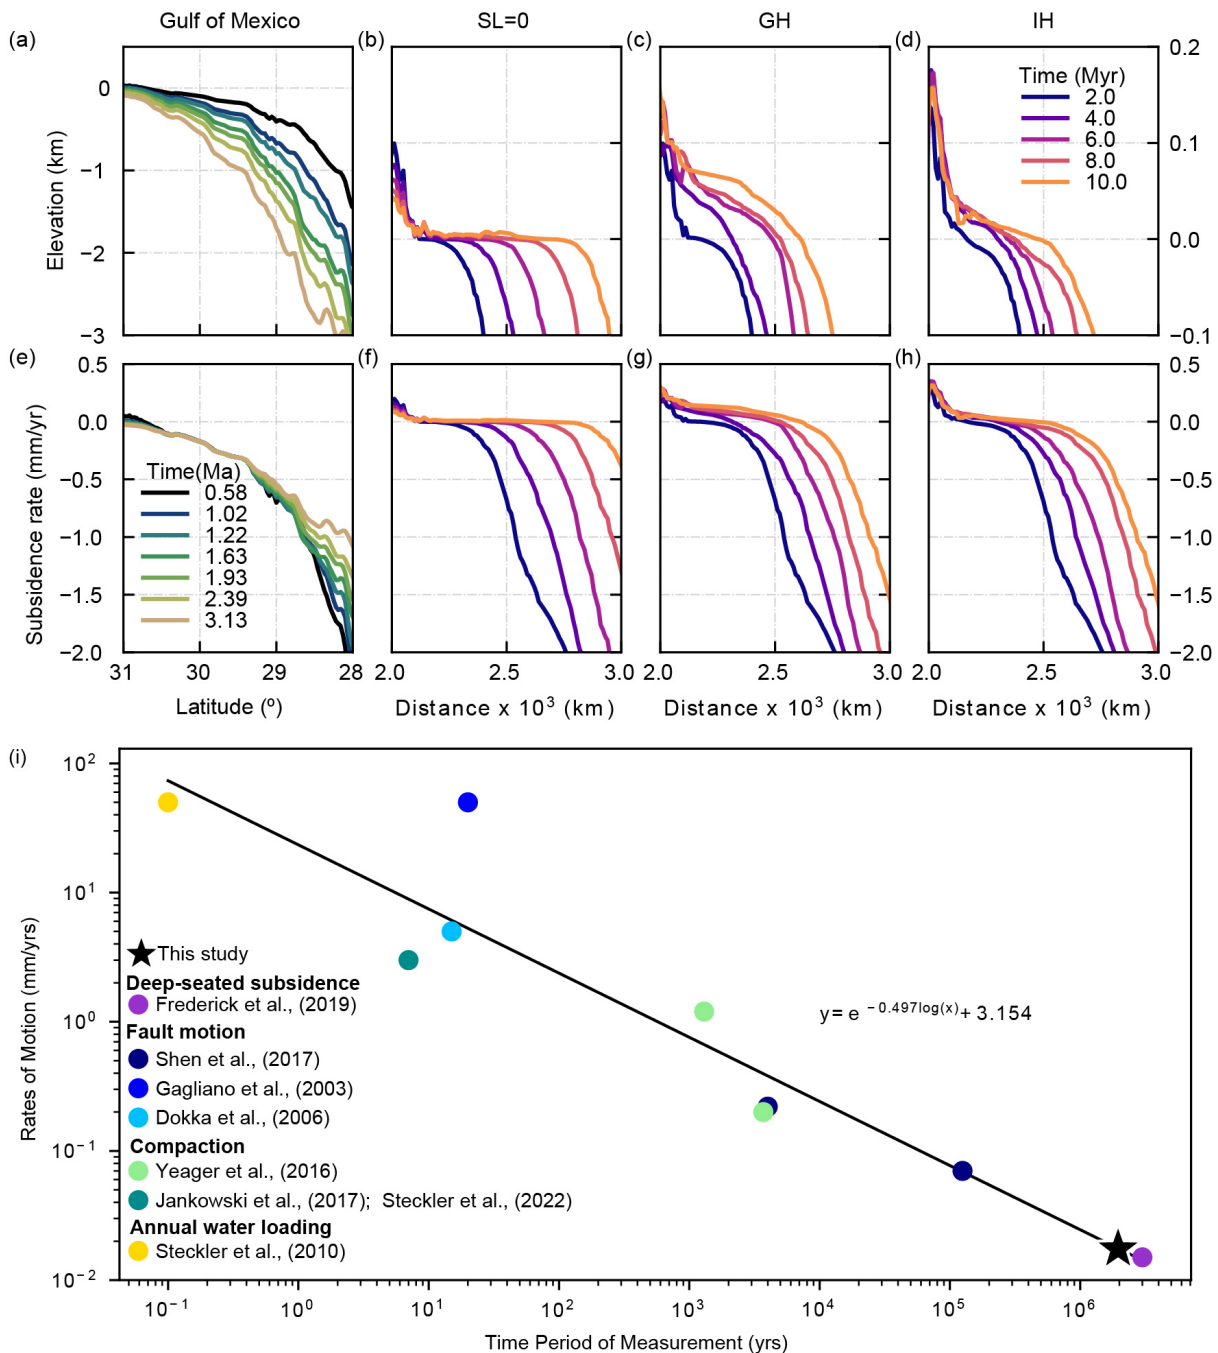 Gulf of Mexico
SL=0
GH
IH
(a)
(b)
(c)
(d)
Elevation (km)
0
−1
−2
−3
Time (Myr)
2.0
4.0
6.0
8.0
10.0
0.2
0.1
0.0
−0.1
(e)
(f)
(g)
(h)
Subsidence rate (mm/yr)
0.5
0.0
−0.5
−1.0
−1.5
−2.0
Time(Ma)
0.58
1.02
1.22
1.63
1.93
2.39
3.13
0.5
0.0
−0.5
−1.0
−1.5
−2.0
31 30 29 28
2.0 2.5 3.0
2.0 2.5 3.0
2.0 2.5 3.0
Latitude (º)
Distance x 10³ (km)
Distance x 10³ (km)
Distance x 10³ (km)
(i)
Rates of Motion (mm/yrs)
10²
10¹
10⁰
10⁻¹
10⁻²
This study
Deep-seated subsidence
Frederick et al., (2019)
Fault motion
Shen et al., (2017)
Gagliano et al., (2003)
Dokka et al., (2006)
Compaction
Yeager et al., (2016)
Jankowski et al., (2017); Steckler et al., (2022)
Annual water loading
Steckler et al., (2010)
y= e ⁻⁰·⁴⁹⁷ˡᵒᵍ⁽ˣ⁾+ 3.154
10⁻¹ 10⁰ 10¹ 10² 10³ 10⁴ 10⁵ 10⁶
Time Period of Measurement (yrs)